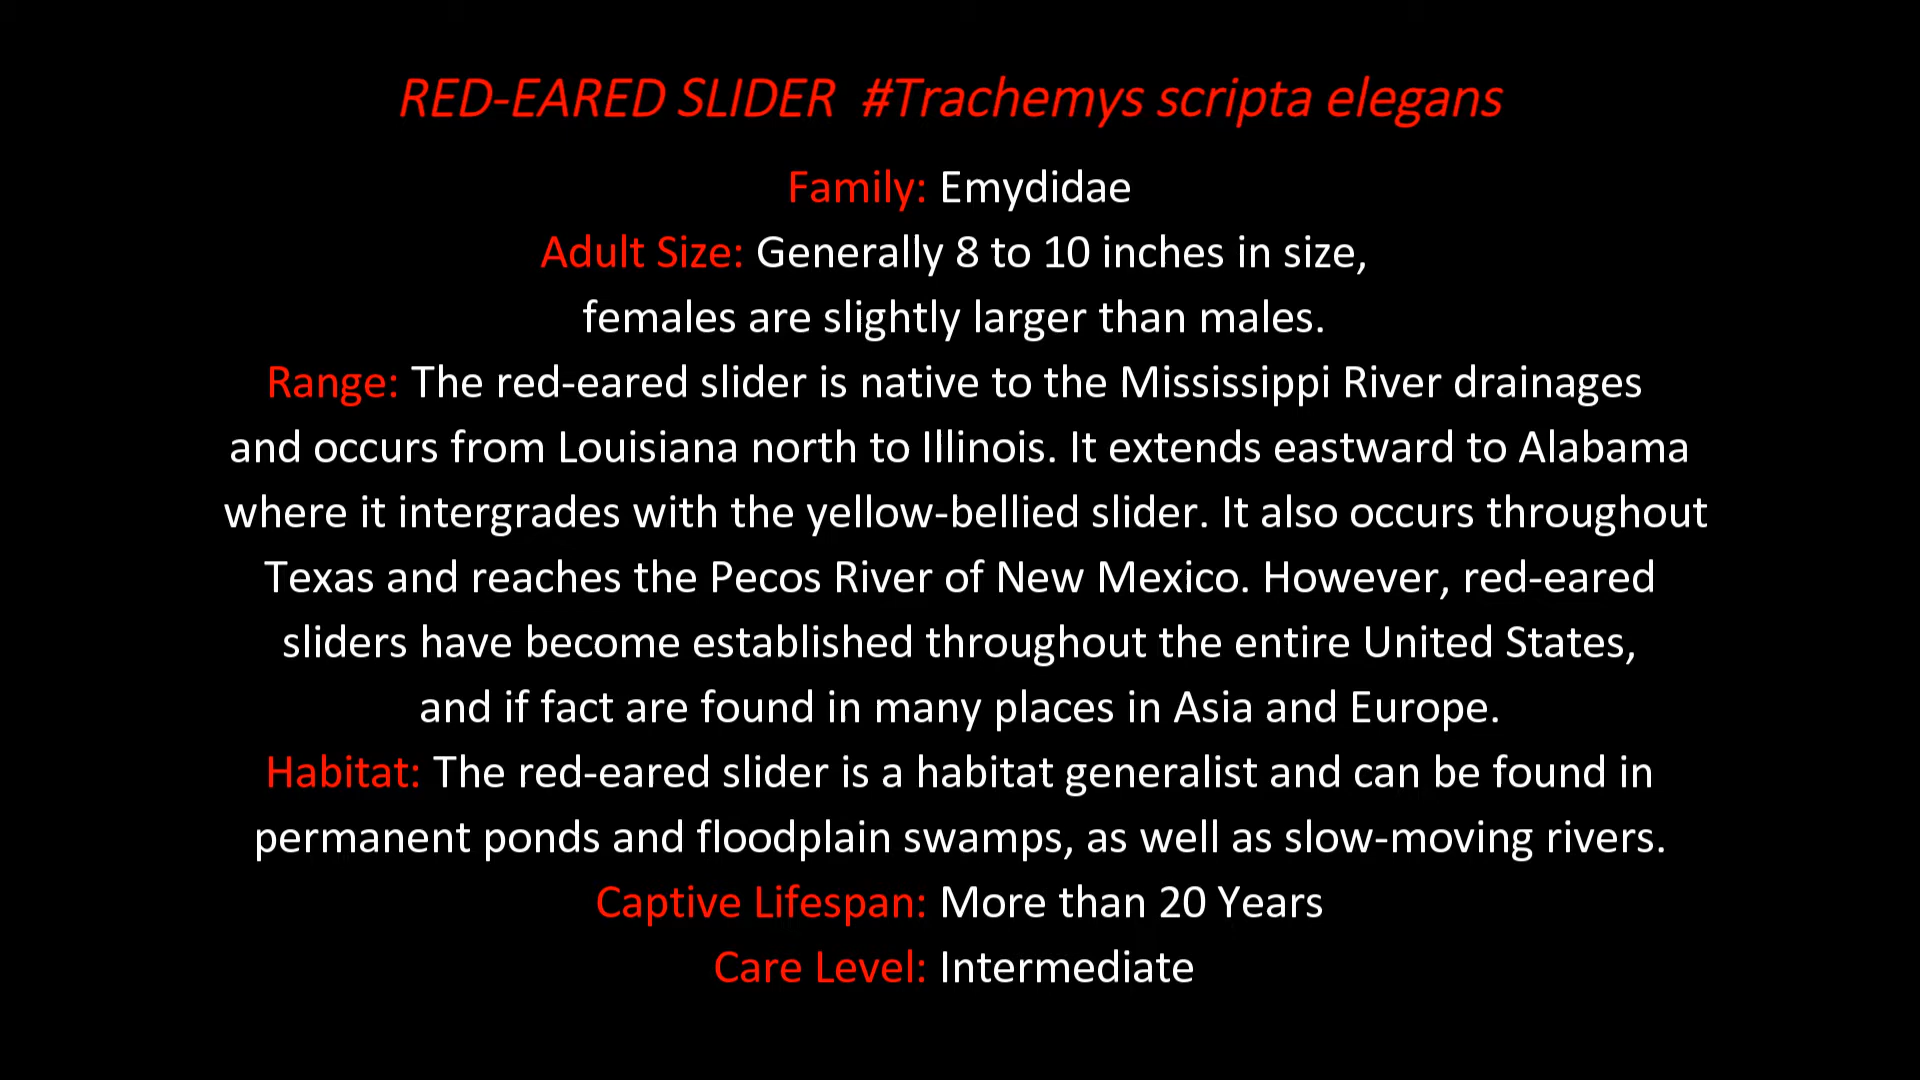 RED-EARED SLIDER #Trachemys scripta elegans
Family: Emydidae
Adult Size: Generally 8 to 10 inches in size,
females are slightly larger than males.
Range: The red-eared slider is native to the Mississippi River drainages
and occurs from Louisiana north to Illinois. It extends eastward to Alabama
where it intergrades with the yellow-bellied slider. It also occurs throughout
Texas and reaches the Pecos River of New Mexico. However, red-eared
sliders have become established throughout the entire United States,
and if fact are found in many places in Asia and Europe.
Habitat: The red-eared slider is a habitat generalist and can be found in
permanent ponds and floodplain swamps, as well as slow-moving rivers.
Captive Lifespan: More than 20 Years
Care Level: Intermediate